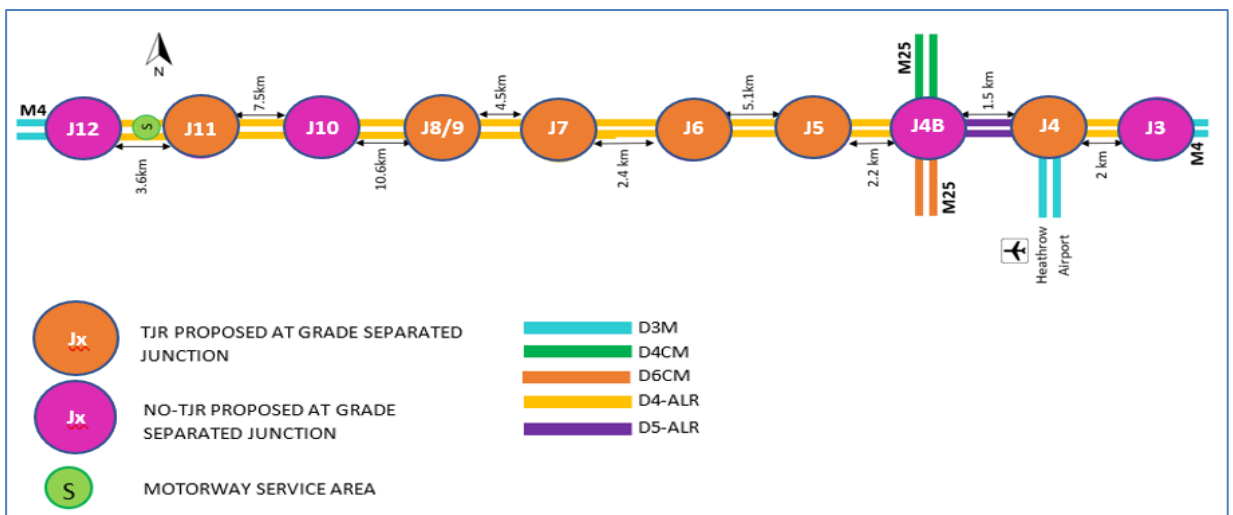 M25
N
7.5km
4.5km
5.1km
1.5 km
M4
J12
S
J11
J10
J8/9
J7
J6
J5
J4B
J4
J3
3.6km
10.6km
2.4 km
2.2 km
2 km
M4
M25
Heathrow
Airport
Jx
TJR PROPOSED AT GRADE SEPARATED
JUNCTION
Jx
NO-TJR PROPOSED AT GRADE
SEPARATED JUNCTION
S
MOTORWAY SERVICE AREA
D3M
D4CM
D6CM
D4-ALR
D5-ALR